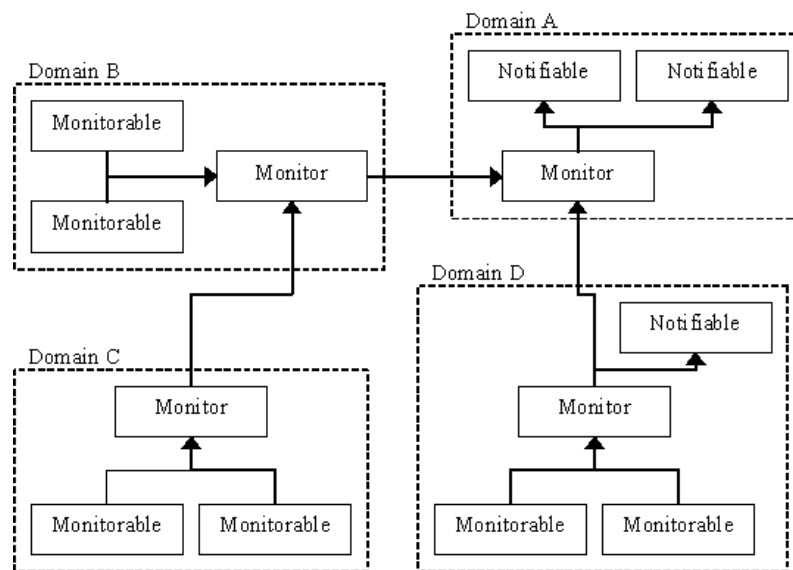 Domain A
Notifiable
Notifiable
Monitor
Domain B
Monitorable
Monitor
Monitorable
Domain C
Monitor
Monitorable
Monitorable
Domain D
Notifiable
Monitor
Monitorable
Monitorable